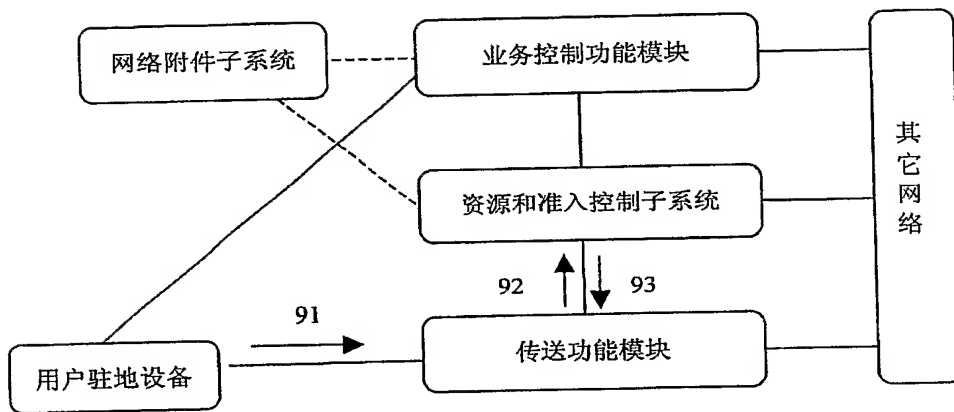 网络附件子系统
业务控制功能模块
其它网络
资源和准入控制子系统
92
93
91
传送功能模块
用户驻地设备